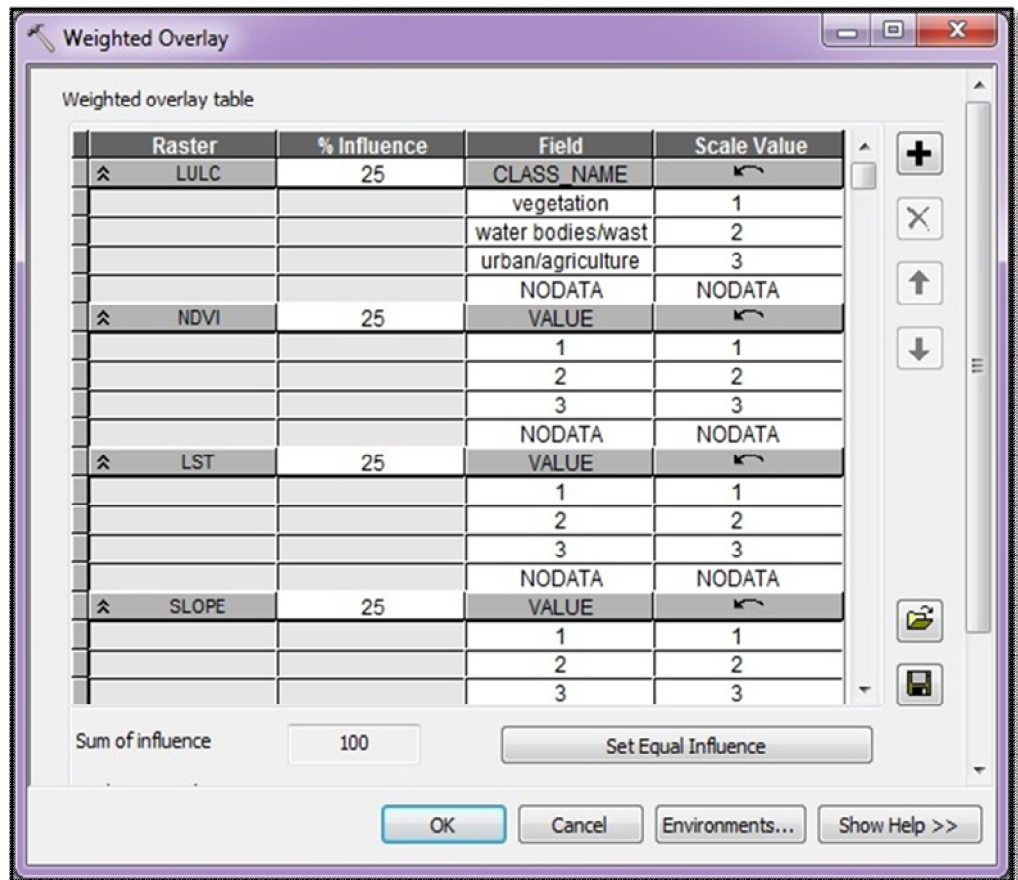 Weighted Overlay
Weighted overlay table
Raster % Influence Field Scale Value
LULC 25 CLASS_NAME
vegetation 1
water bodies/wast 2
urban/agriculture 3
NODATA NODATA
NDVI 25 VALUE
1 1
2 2
3 3
NODATA NODATA
LST 25 VALUE
1 1
2 2
3 3
NODATA NODATA
SLOPE 25 VALUE
1 1
2 2
3 3
Sum of influence 100 Set Equal Influence
OK Cancel Environments... Show Help >>